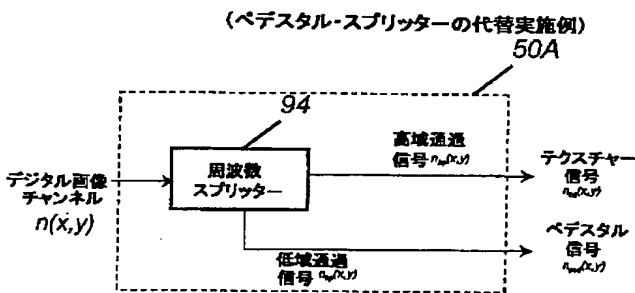 (ペデスタル・スプリッターの代替実施例)
50A
94
高域通過
信号 n_hp(x,y)
周波数
スプリッター
デジタル画像
チャンネル
n(x,y)
テクスチャー
信号
n_txt(x,y)
ペデスタル
信号
n_ped(x,y)
低域通過
信号